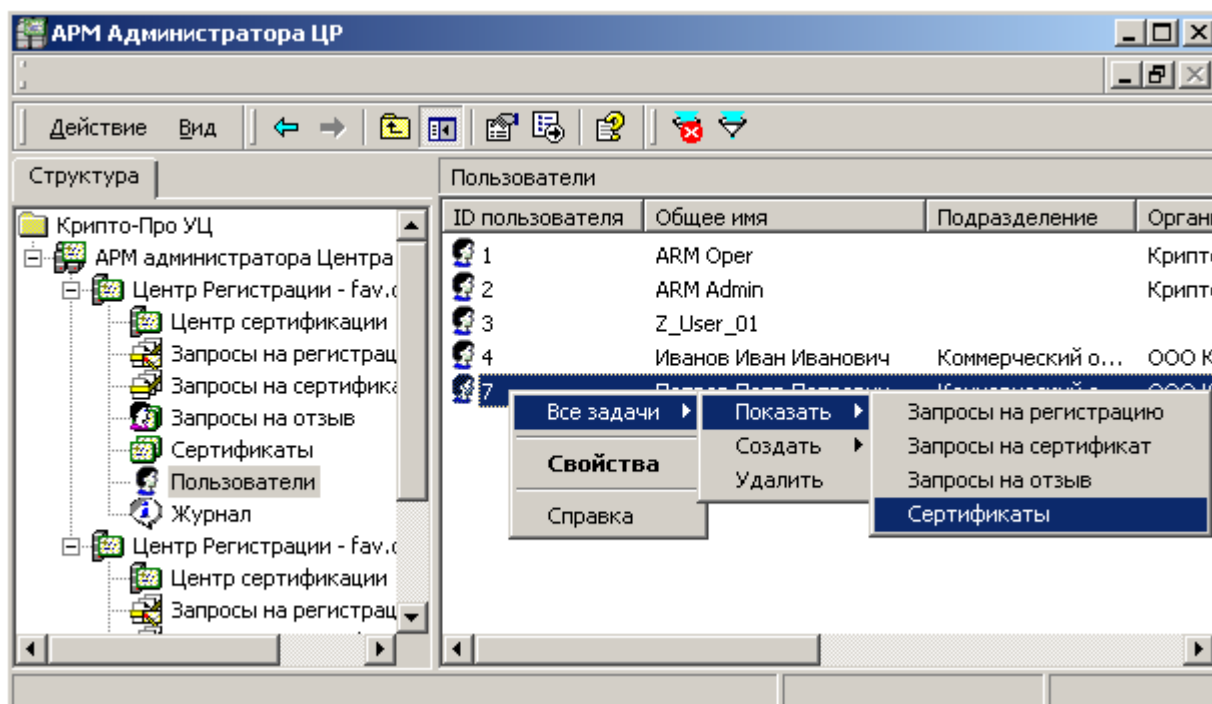 АРМ Администратора ЦР
Действие Вид
Структура
Пользователи
Крипто-Про УЦ
АРМ администратора Центра
Центр Регистрации - fav.
Центр сертификации
Запросы на регистрац
Запросы на сертифика
Запросы на отзыв
Сертификаты
Пользователи
Журнал
Центр Регистрации - fav.
Центр сертификации
Запросы на регистрац
ID пользователя Общее имя Подразделение Орган
1 ARM Oper Крипт
2 ARM Admin Крипт
3 Z_User_01
4 Иванов Иван Иванович Коммерческий о... ООО К
7
Все задачи Показать Запросы на регистрацию
Создать Запросы на сертификат
Свойства Удалить Запросы на отзыв
Справка Сертификаты